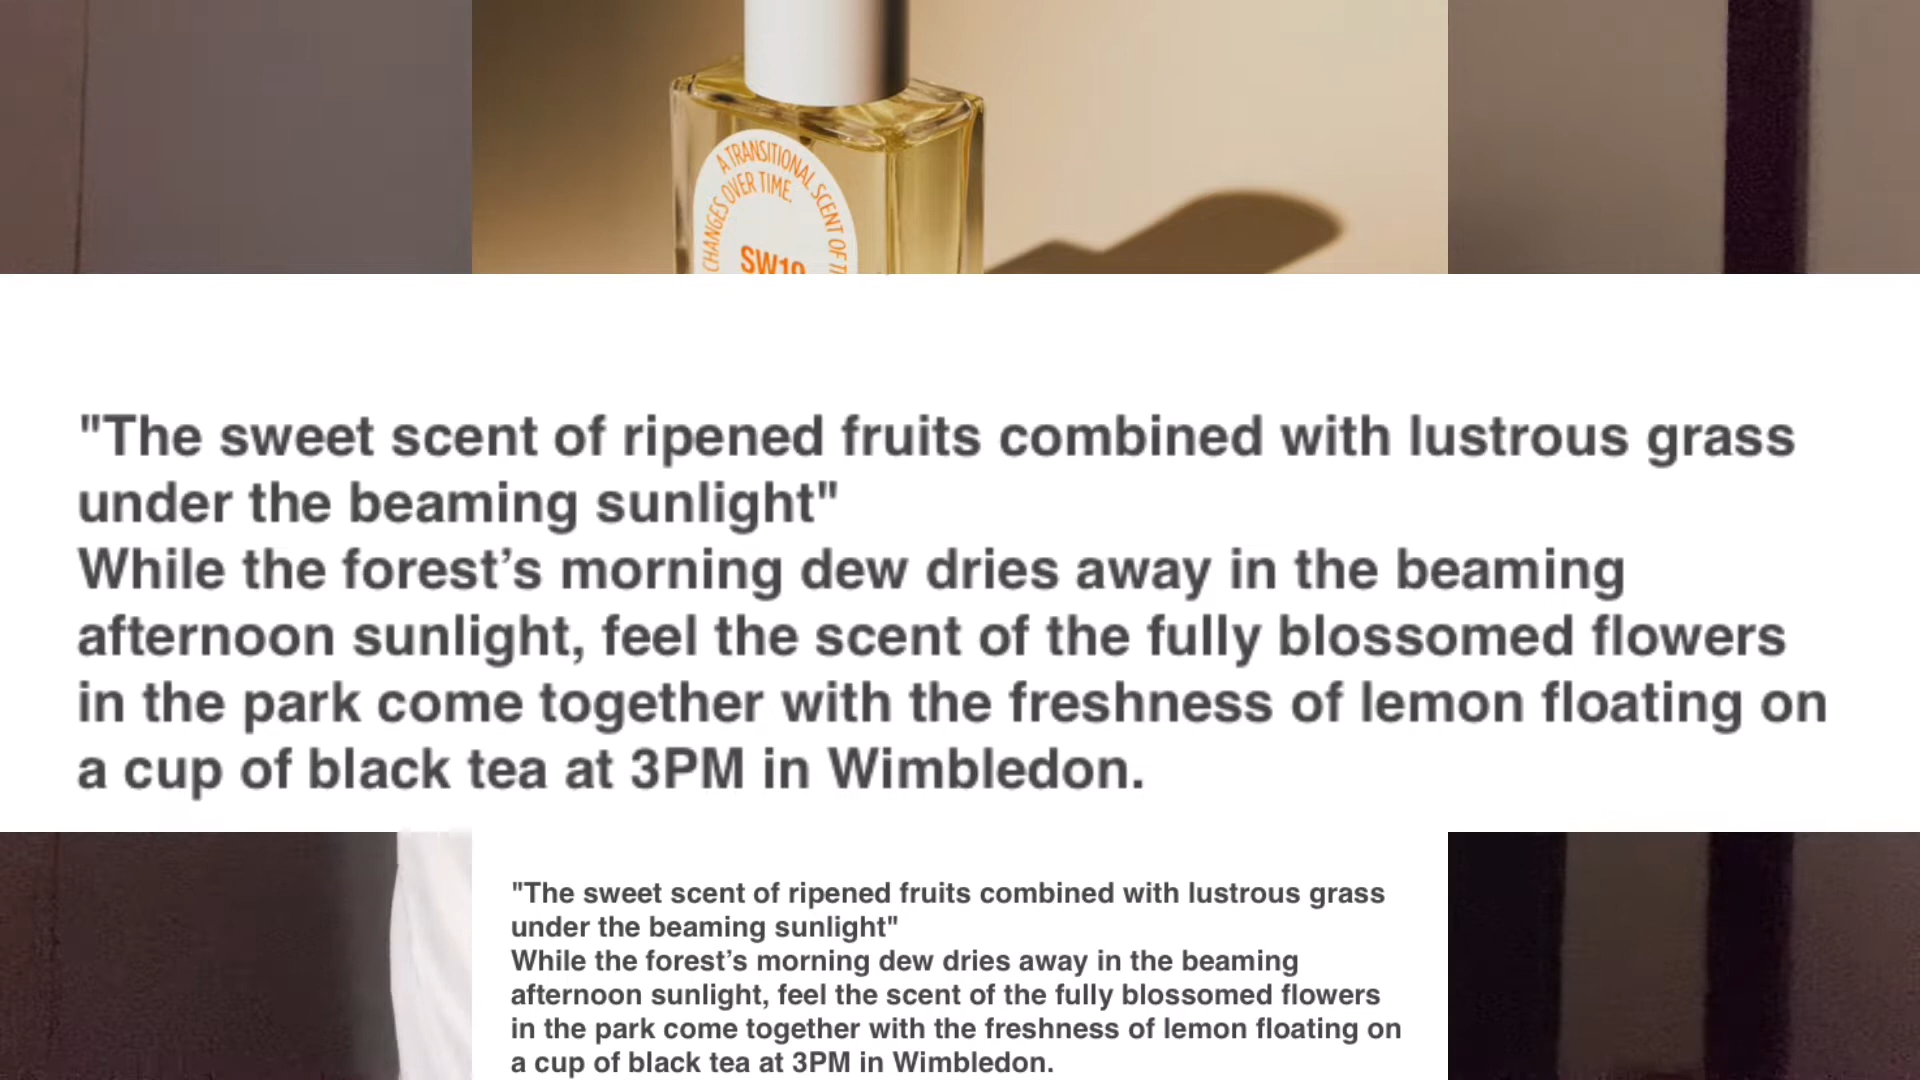 A TRANSITIONAL SCENT OF
CHANGES OVER TIME.
SW19
"The sweet scent of ripened fruits combined with lustrous grass
under the beaming sunlight"
While the forest’s morning dew dries away in the beaming
afternoon sunlight, feel the scent of the fully blossomed flowers
in the park come together with the freshness of lemon floating on
a cup of black tea at 3PM in Wimbledon.
"The sweet scent of ripened fruits combined with lustrous grass
under the beaming sunlight"
While the forest’s morning dew dries away in the beaming
afternoon sunlight, feel the scent of the fully blossomed flowers
in the park come together with the freshness of lemon floating on
a cup of black tea at 3PM in Wimbledon.